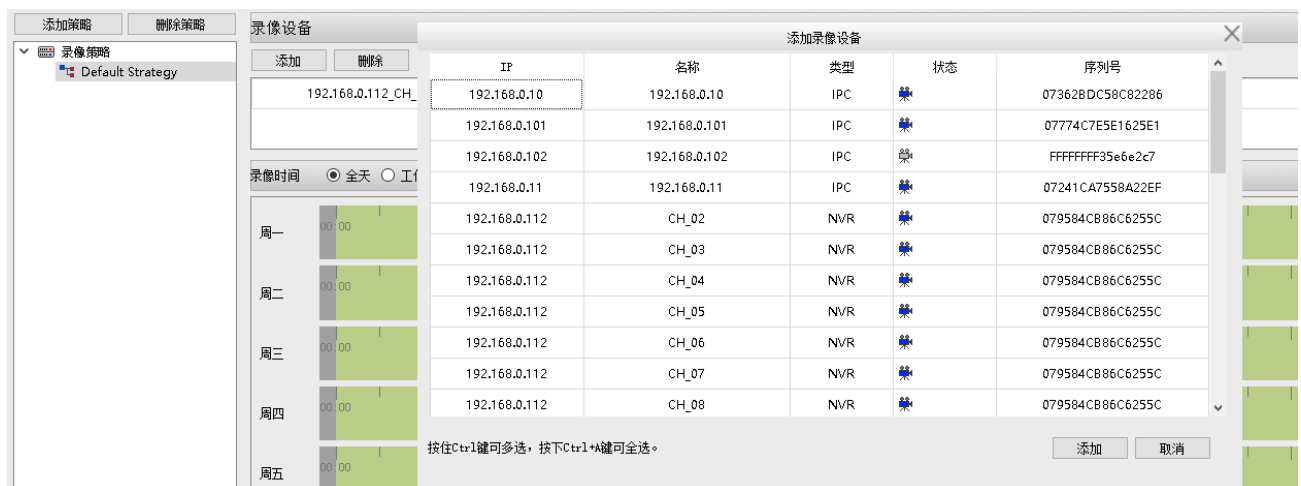 添加策略 删除策略
录像策略
Default Strategy
录像设备
添加 删除
192.168.0.112_CH_
录像时间 全天
周一 00:00
周二 00:00
周三 00:00
周四 00:00
周五 00:00
添加录像设备
IP 名称 类型 状态 序列号
192.168.0.10 192.168.0.10 IPC 07362BDC58C82286
192.168.0.101 192.168.0.101 IPC 07774C7E5E1625E1
192.168.0.102 192.168.0.102 IPC FFFFFFFF35e6e2c7
192.168.0.11 192.168.0.11 IPC 07241CA7558A22EF
192.168.0.112 CH_02 NVR 079584CB86C6255C
192.168.0.112 CH_03 NVR 079584CB86C6255C
192.168.0.112 CH_04 NVR 079584CB86C6255C
192.168.0.112 CH_05 NVR 079584CB86C6255C
192.168.0.112 CH_06 NVR 079584CB86C6255C
192.168.0.112 CH_07 NVR 079584CB86C6255C
192.168.0.112 CH_08 NVR 079584CB86C6255C
按住Ctrl键可多选，按下Ctrl+A键可全选。
添加 取消